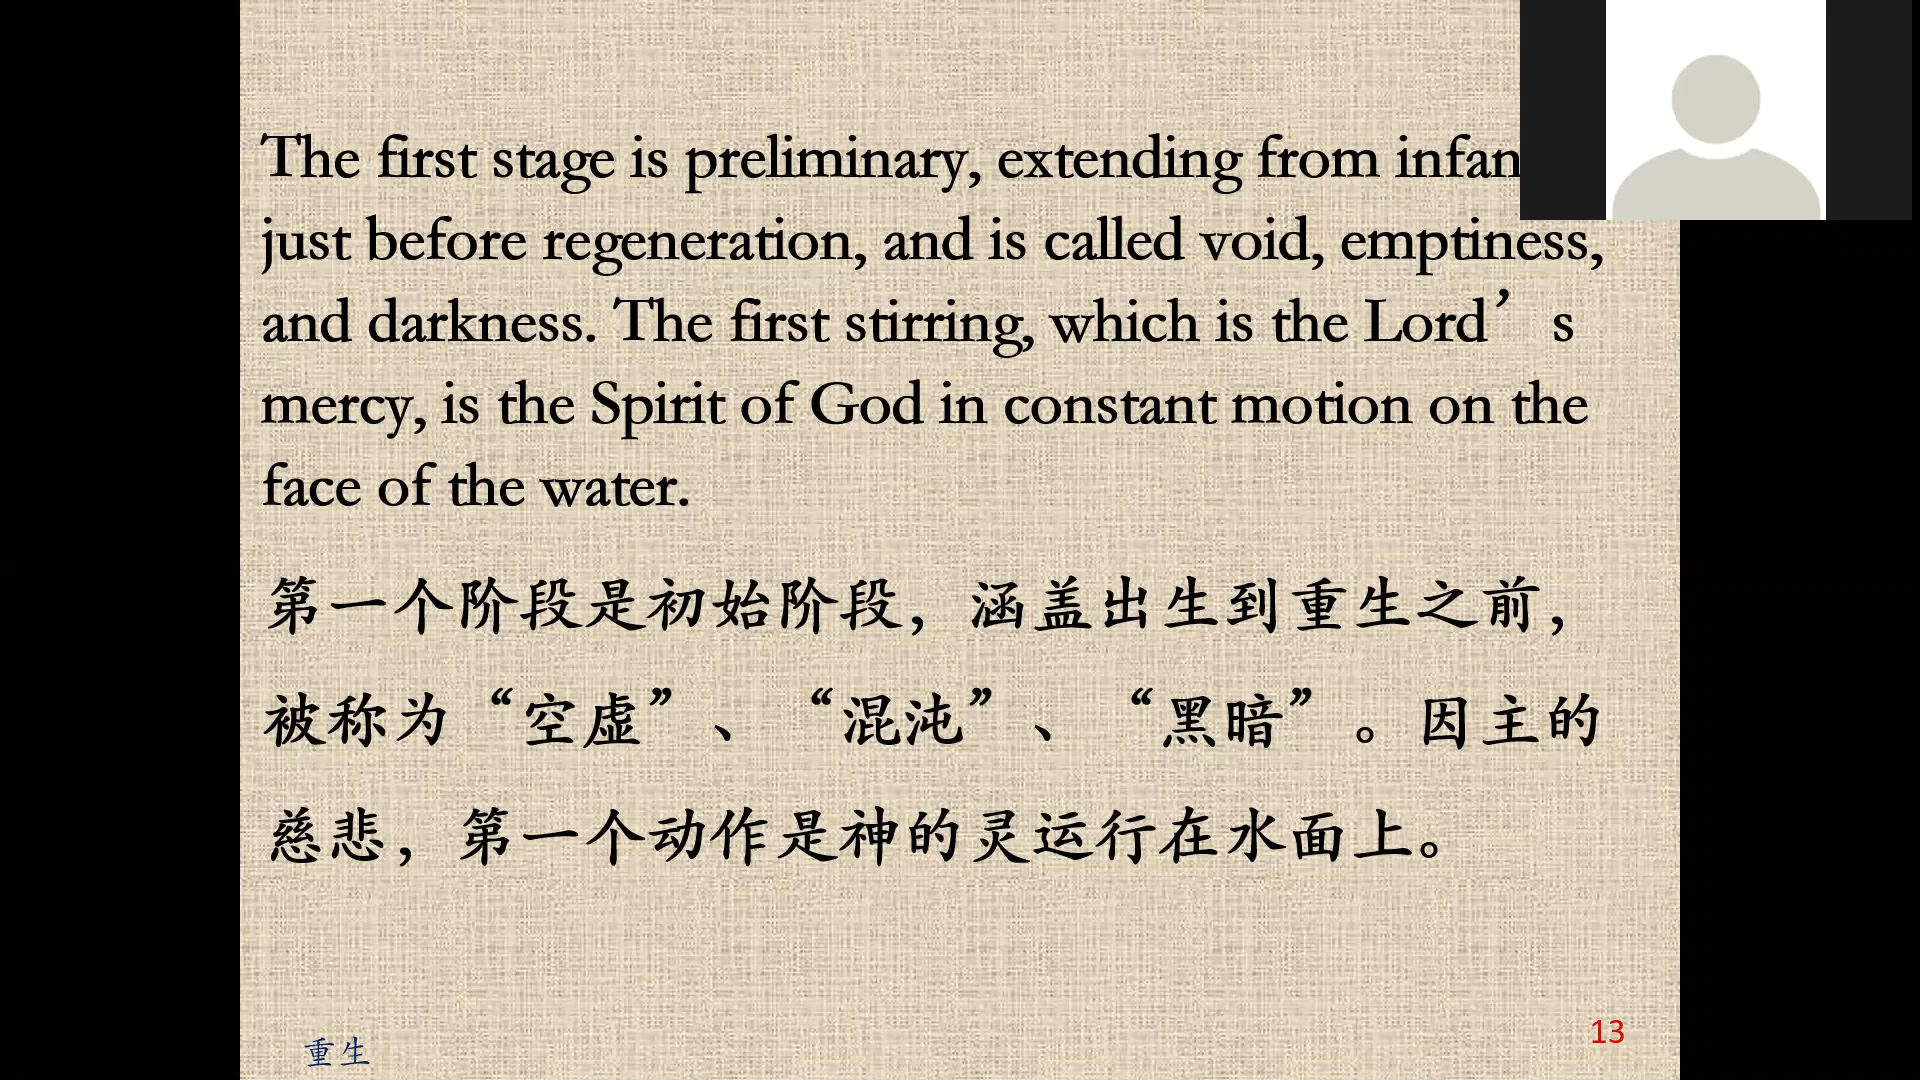 The first stage is preliminary, extending from
just before regeneration, and is called void, emptiness,
and darkness. The first stirring, which is the Lord’s
mercy, is the Spirit of God in constant motion on the
face of the water.
第一个阶段是初始阶段，涵盖出生到重生之前，
被称为“空虚”、“混沌”、“黑暗”。因主的
慈悲，第一个动作是神的灵运行在水面上。
重生
13